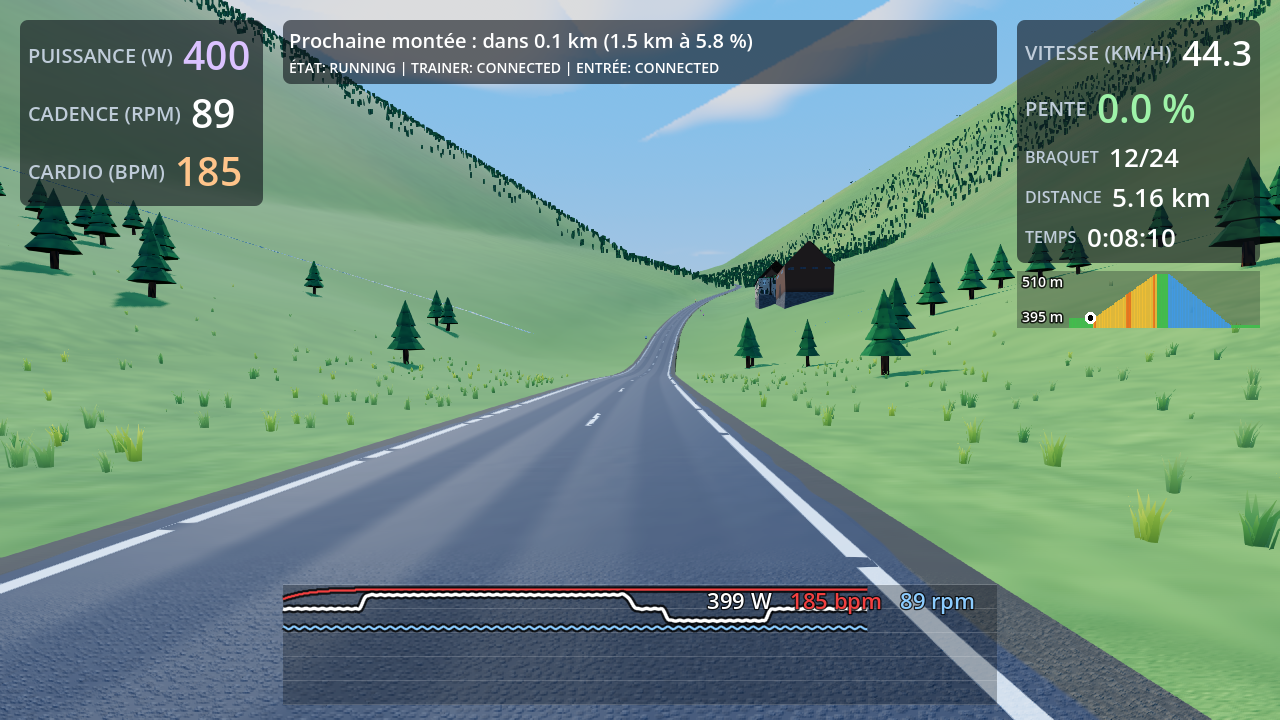 PUISSANCE (W) 400
CADENCE (RPM) 89
CARDIO (BPM) 185
Prochaine montée : dans 0.1 km (1.5 km à 5.8 %)
ÉTAT: RUNNING | TRAINER: CONNECTED | ENTRÉE: CONNECTED
VITESSE (KM/H) 44.3
PENTE 0.0 %
BRAQUET 12/24
DISTANCE 5.16 km
TEMPS 0:08:10
510 m
395 m
399 W 185 bpm 89 rpm